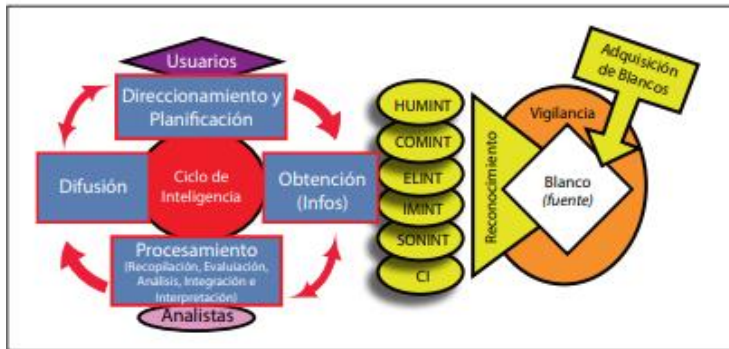 Usuarios
Direccionamiento y
Planificación
Difusión
Ciclo de
Inteligencia
Obtención
(Infos)
Procesamiento
(Recopilación, Evaluiación,
Análisis, Integración e
Interpretación)
Analistas
HUMINT
COMINT
ELINT
IMINT
SONINT
CI
Reconocimiento
Vigilancia
Blanco
(fuente)
Adquisición
de Blancos